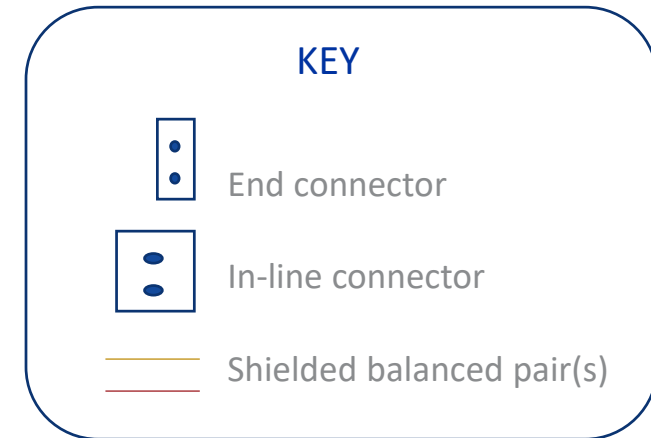 KEY
End connector
In-line connector
Shielded balanced pair(s)